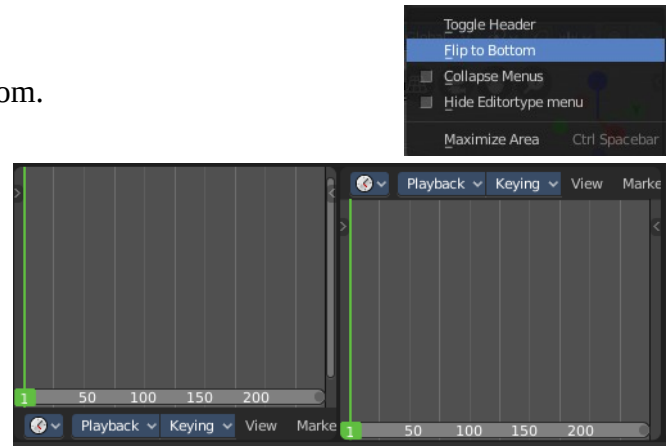 Toggle Header
Flip to Bottom
om.
Collapse Menus
Hide Editortype menu
Maximize Area Ctrl Spacebar
Playback Keying View Marke
1 50 100 150 200
Playback Keying View Marke
1 50 100 150 200